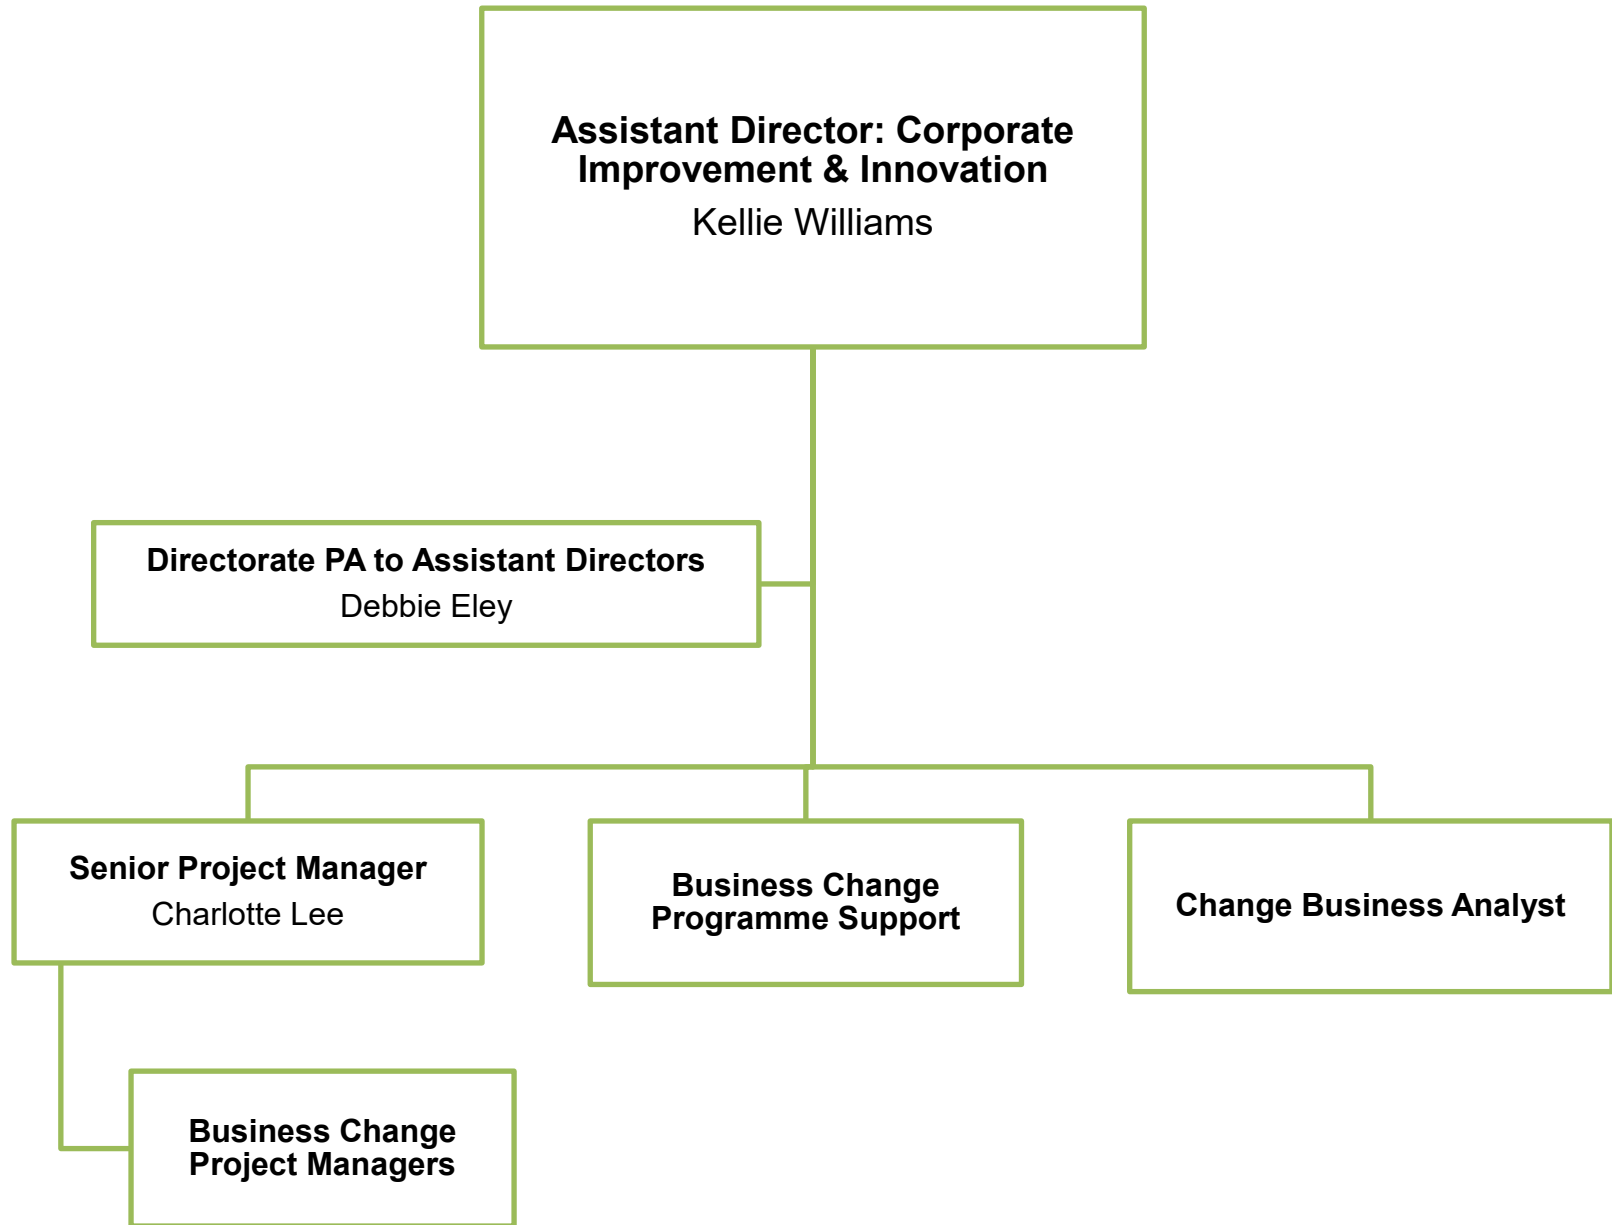 Assistant Director: Corporate
Improvement & Innovation
Kellie Williams
Directorate PA to Assistant Directors
Debbie Eley
Senior Project Manager
Charlotte Lee
Business Change
Programme Support
Change Business Analyst
Business Change
Project Managers